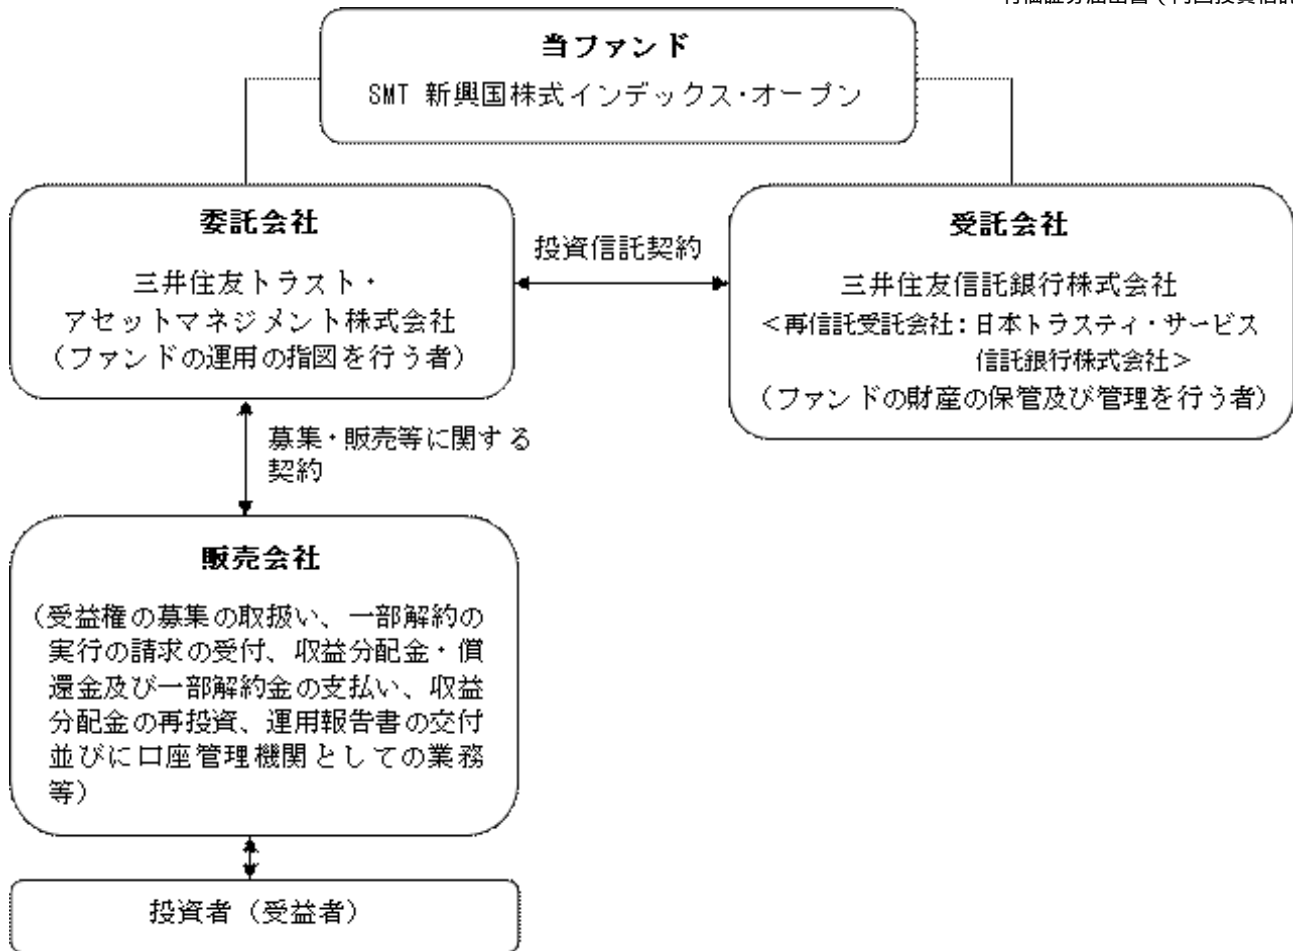 当ファンド
SMT 新興国株式インデックス・オープン
委託会社
三井住友トラスト・
アセットマネジメント株式会社
（ファンドの運用の指図を行う者）
投資信託契約
受託会社
三井住友信託銀行株式会社
＜再信託受託会社：日本トラスティ・サービス
信託銀行株式会社＞
（ファンドの財産の保管及び管理を行う者）
募集・販売等に関する
契約
販売会社
（受益権の募集の取扱い、一部解約の
実行の請求の受付、収益分配金・償
還金及び一部解約金の支払い、収益
分配金の再投資、運用報告書の交付
並びに口座管理機関としての業務
等）
投資者（受益者）